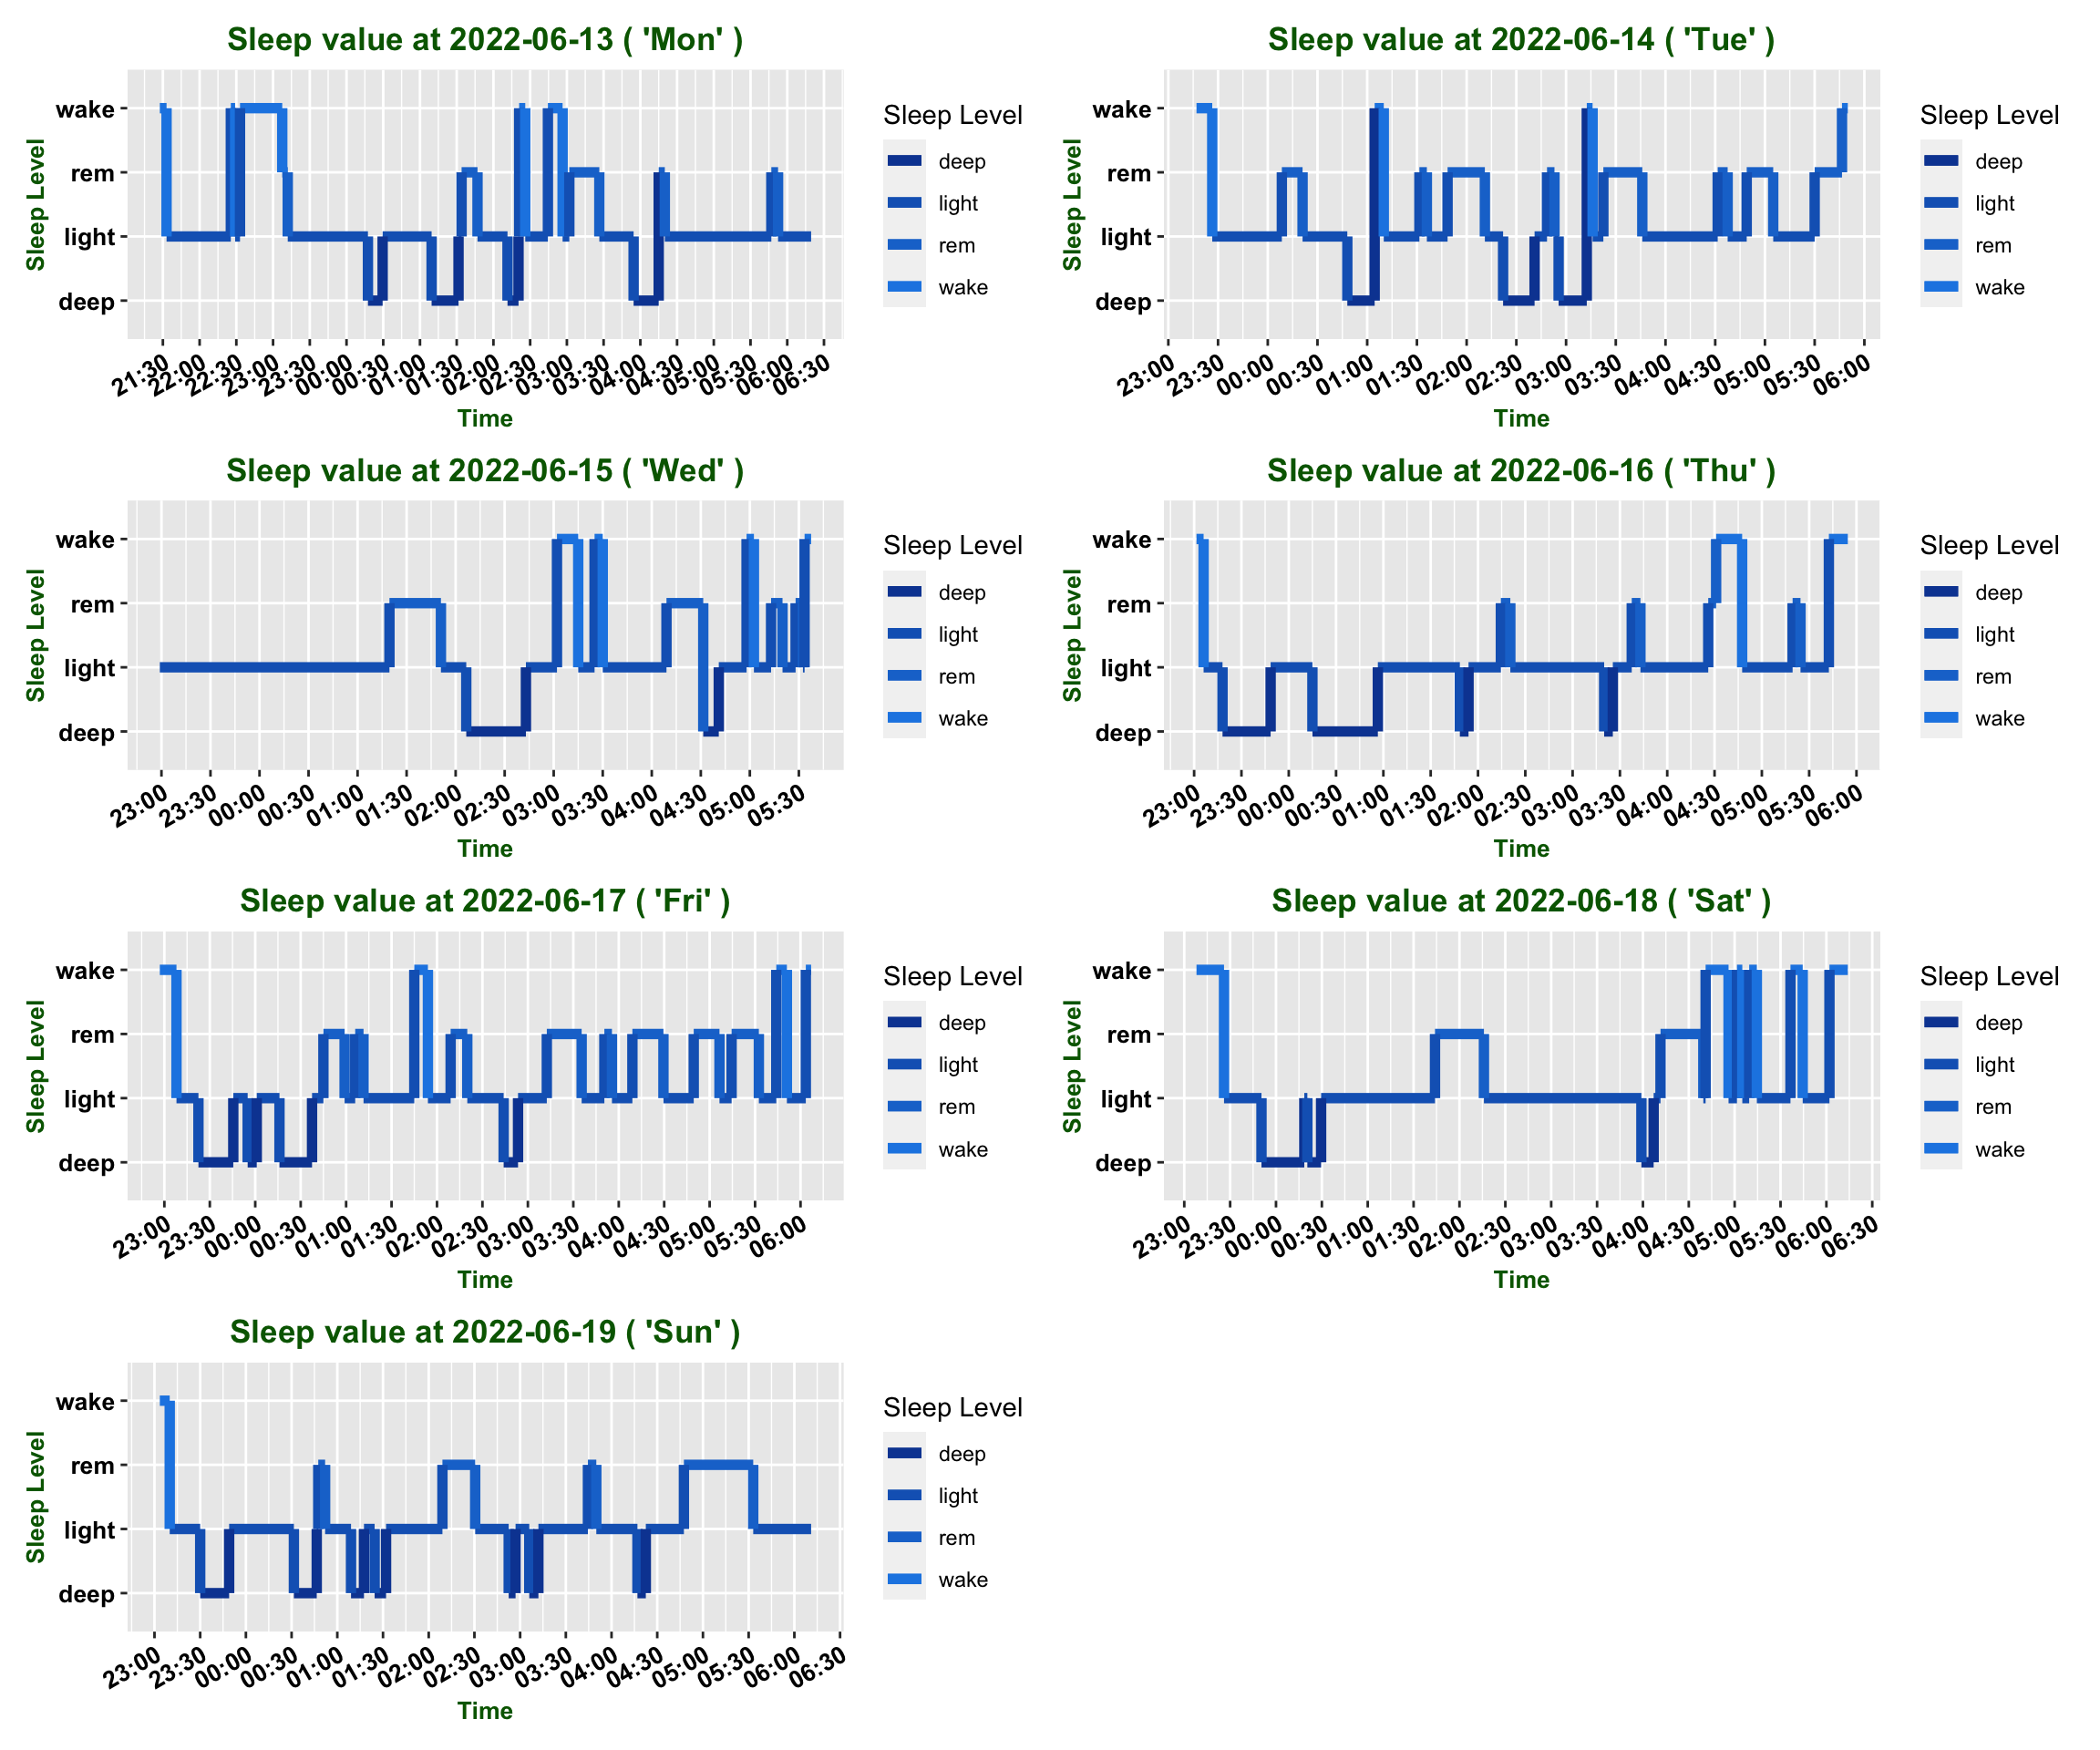 Sleep value at 2022-06-13 ( 'Mon' )
Sleep Level
wake
rem
light
deep
21:30 22:00 22:30 23:00 23:30 00:00 00:30 01:00 01:30 02:00 02:30 03:00 03:30 04:00 04:30 05:00 05:30 06:00 06:30
Time
Sleep Level
deep
light
rem
wake
Sleep value at 2022-06-14 ( 'Tue' )
Sleep Level
wake
rem
light
deep
23:00 23:30 00:00 00:30 01:00 01:30 02:00 02:30 03:00 03:30 04:00 04:30 05:00 05:30 06:00
Time
Sleep Level
deep
light
rem
wake
Sleep value at 2022-06-15 ( 'Wed' )
Sleep Level
wake
rem
light
deep
23:00 23:30 00:00 00:30 01:00 01:30 02:00 02:30 03:00 03:30 04:00 04:30 05:00 05:30
Time
Sleep Level
deep
light
rem
wake
Sleep value at 2022-06-16 ( 'Thu' )
Sleep Level
wake
rem
light
deep
23:00 23:30 00:00 00:30 01:00 01:30 02:00 02:30 03:00 03:30 04:00 04:30 05:00 05:30 06:00
Time
Sleep Level
deep
light
rem
wake
Sleep value at 2022-06-17 ( 'Fri' )
Sleep Level
wake
rem
light
deep
23:00 23:30 00:00 00:30 01:00 01:30 02:00 02:30 03:00 03:30 04:00 04:30 05:00 05:30 06:00
Time
Sleep Level
deep
light
rem
wake
Sleep value at 2022-06-18 ( 'Sat' )
Sleep Level
wake
rem
light
deep
23:00 23:30 00:00 00:30 01:00 01:30 02:00 02:30 03:00 03:30 04:00 04:30 05:00 05:30 06:00 06:30
Time
Sleep Level
deep
light
rem
wake
Sleep value at 2022-06-19 ( 'Sun' )
Sleep Level
wake
rem
light
deep
23:00 23:30 00:00 00:30 01:00 01:30 02:00 02:30 03:00 03:30 04:00 04:30 05:00 05:30 06:00 06:30
Time
Sleep Level
deep
light
rem
wake